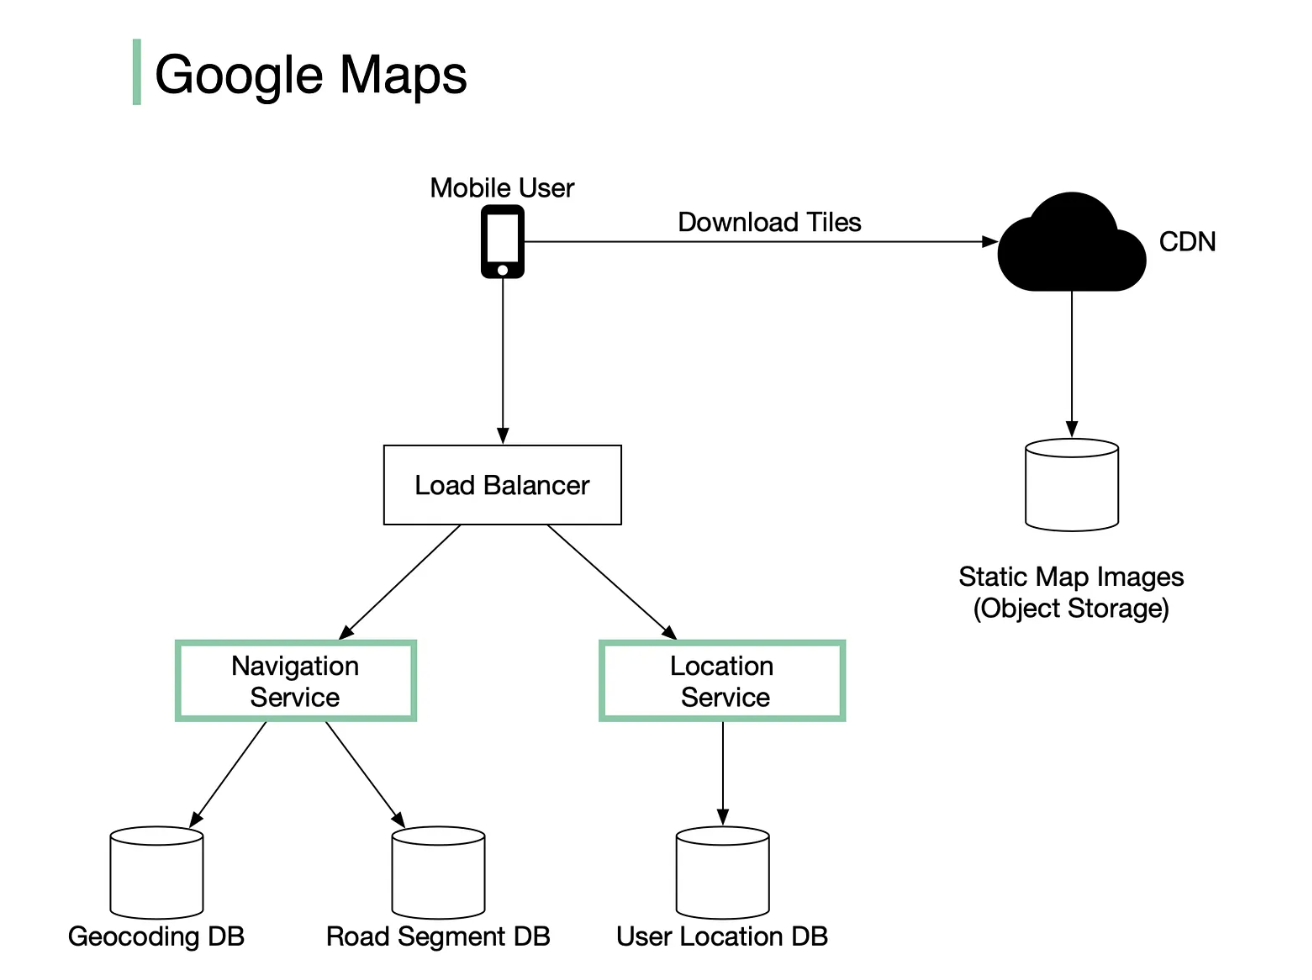 Google Maps
Mobile User
Download Tiles
CDN
Load Balancer
Static Map Images
(Object Storage)
Navigation
Service
Location
Service
Geocoding DB
Road Segment DB
User Location DB